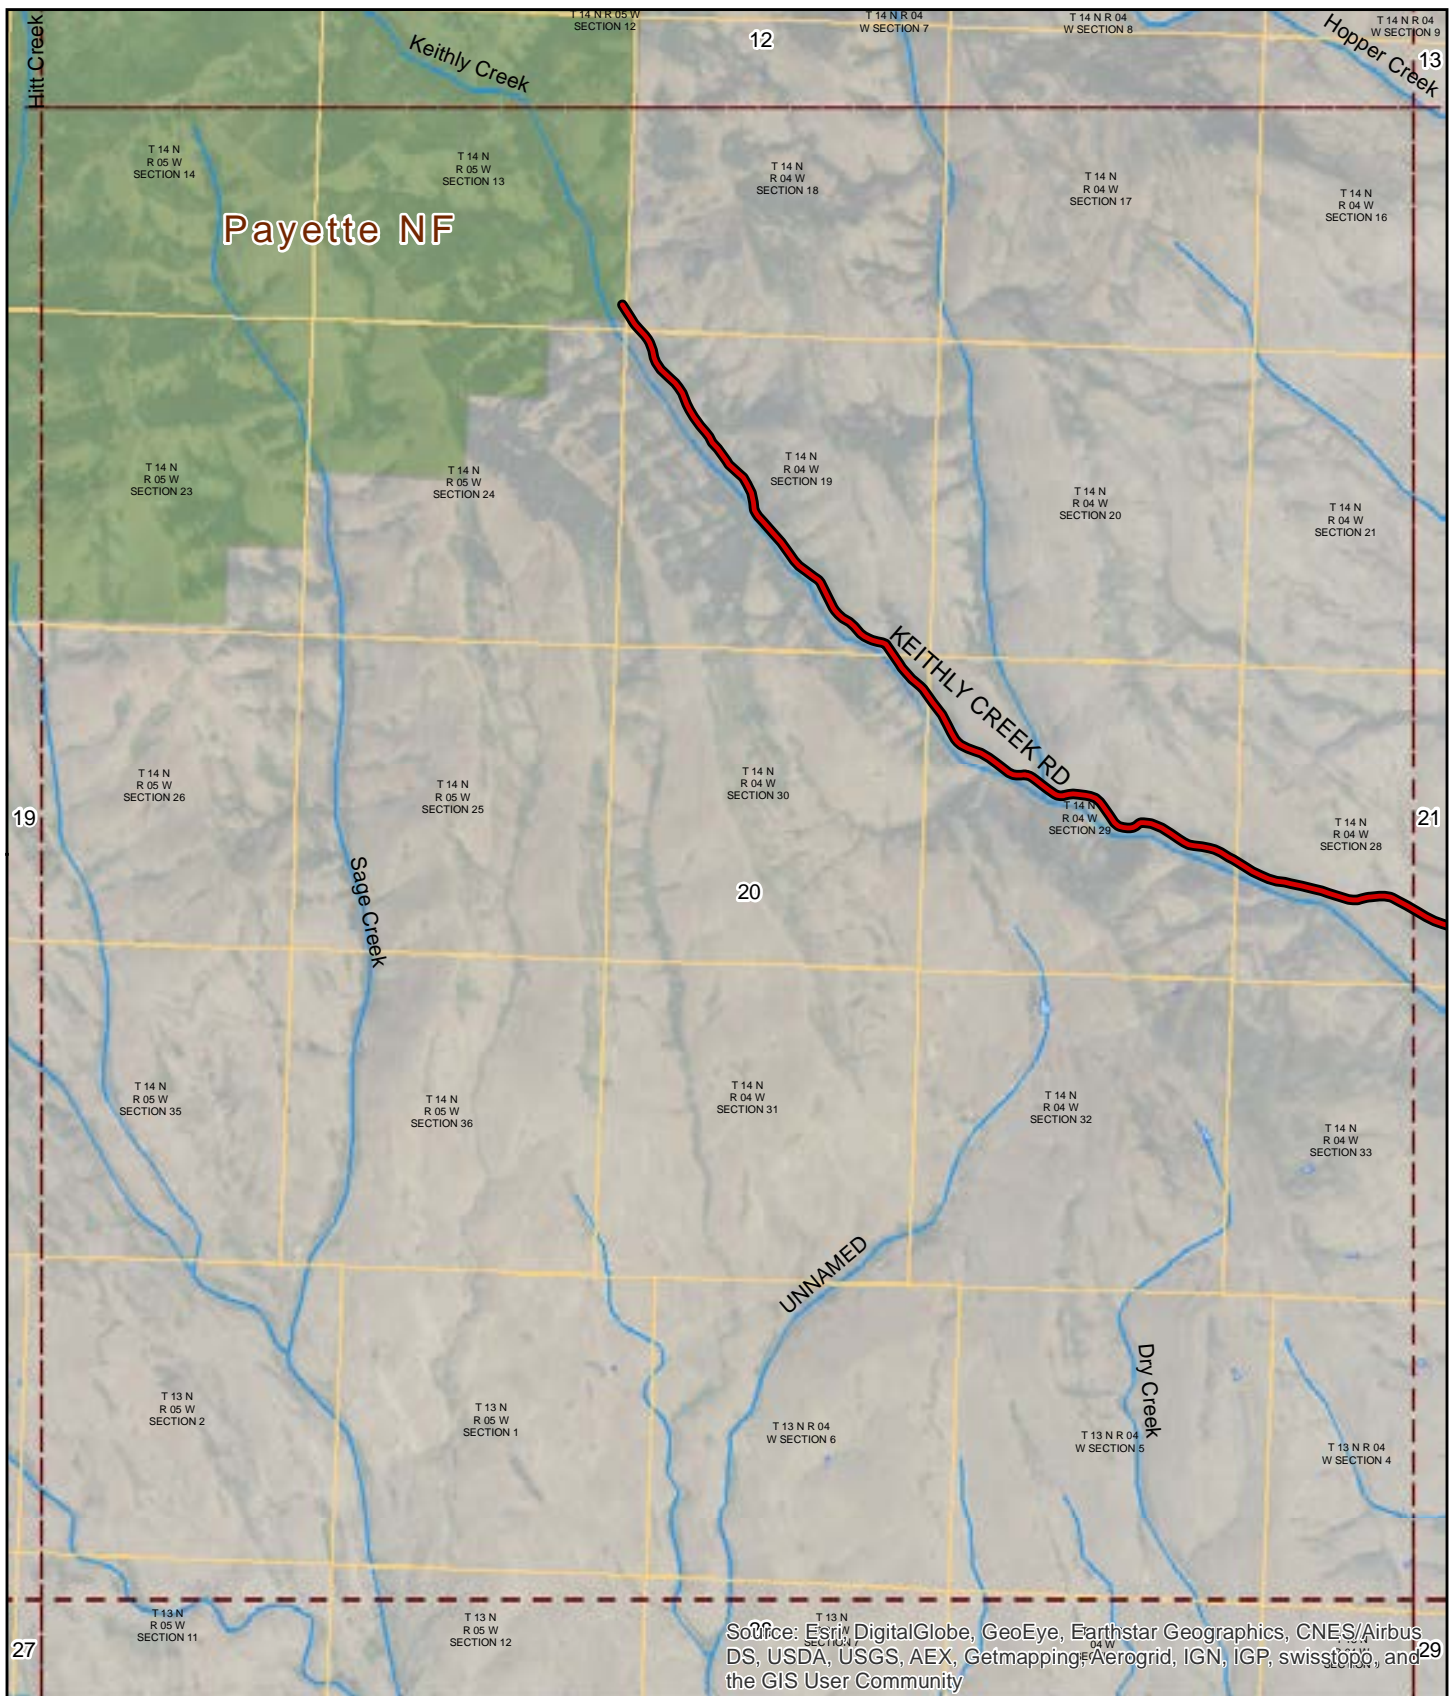 T 14 N R 05 W
SECTION 12
12
T 14 N R 04
W SECTION 7
T 14 N R 04
W SECTION 8
T 14 N R 04
W SECTION 9
13
Hitt Creek
Keithly Creek
Hopper Creek
T 14 N
R 05 W
SECTION 14
T 14 N
R 05 W
SECTION 13
T 14 N
R 04 W
SECTION 18
T 14 N
R 04 W
SECTION 17
T 14 N
R 04 W
SECTION 16
Payette NF
T 14 N
R 05 W
SECTION 23
T 14 N
R 05 W
SECTION 24
T 14 N
R 04 W
SECTION 19
T 14 N
R 04 W
SECTION 20
T 14 N
R 04 W
SECTION 21
KEITHLY CREEK RD
19
T 14 N
R 05 W
SECTION 26
T 14 N
R 05 W
SECTION 25
T 14 N
R 04 W
SECTION 30
T 14 N
R 04 W
SECTION 29
T 14 N
R 04 W
SECTION 28
21
Sage Creek
20
T 14 N
R 05 W
SECTION 35
T 14 N
R 05 W
SECTION 36
T 14 N
R 04 W
SECTION 31
T 14 N
R 04 W
SECTION 32
T 14 N
R 04 W
SECTION 33
UNNAMED
Dry Creek
T 13 N
R 05 W
SECTION 2
T 13 N
R 05 W
SECTION 1
T 13 N R 04
W SECTION 6
T 13 N R 04
W SECTION 5
T 13 N R 04
W SECTION 4
27
T 13 N
R 05 W
SECTION 11
T 13 N
R 05 W
SECTION 12
T 13 N
29
Source: Esri, DigitalGlobe, GeoEye, Earthstar Geographics, CNES/Airbus
DS, USDA, USGS, AEX, Getmapping, Aerogrid, IGN, IGP, swisstopo, and
the GIS User Community